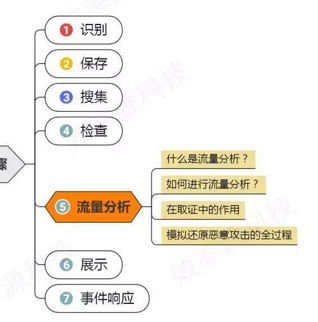 1 识别
2 保存
3 搜集
4 检查
骤
5 流量分析
什么是流量分析？
如何进行流量分析？
在取证中的作用
模拟还原恶意攻击的全过程
6 展示
7 事件响应